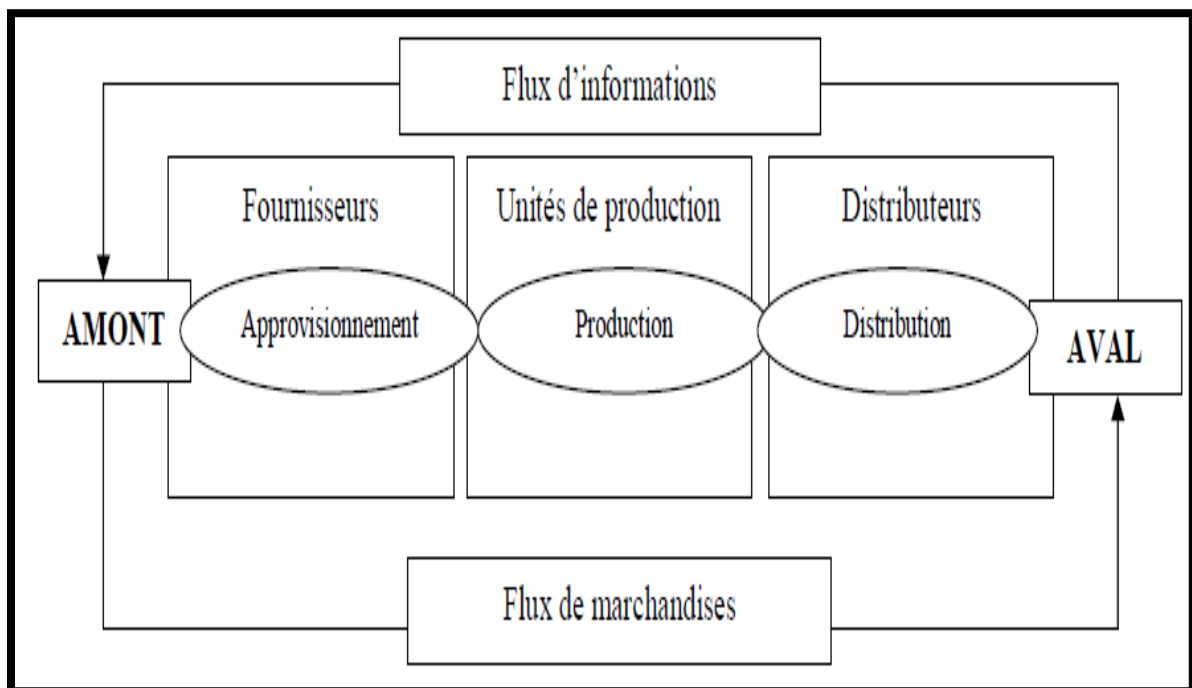 Flux d’informations
Fournisseurs
Unités de production
Distributeurs
AMONT
Approvisionnement
Production
Distribution
AVAL
Flux de marchandises